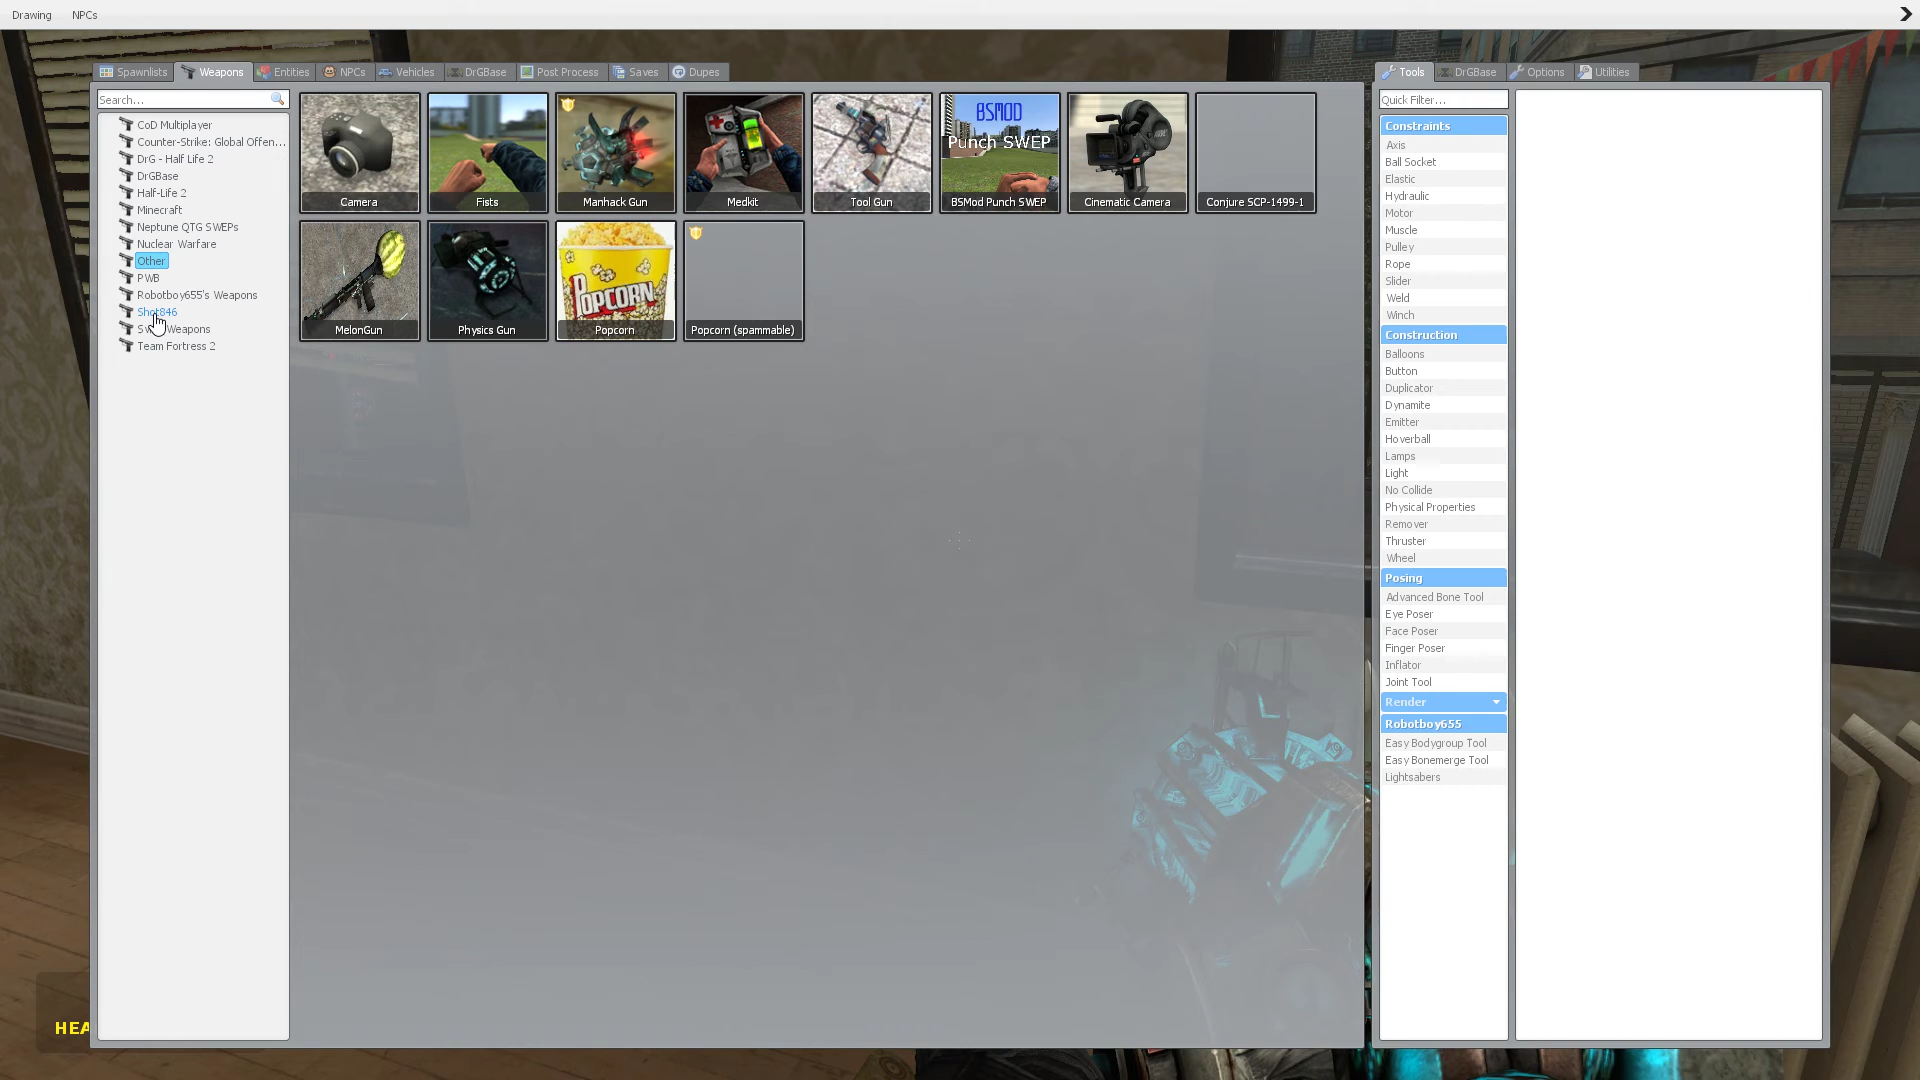 Drawing NPCs
Spawnlists Weapons Entities NPCs Vehicles DrGBase Post Process Saves Dupes
Search...
CoD Multiplayer
Counter-Strike: Global Offen...
DrG - Half Life 2
DrGBase
Half-Life 2
Minecraft
Neptune QTG SWEPs
Nuclear Warfare
Other
PWB
Robotboy655's Weapons
Shot846
Weapons
Team Fortress 2
Camera
Fists
Manhack Gun
Medkit
Tool Gun
BSMOD
Punch SWEP
BSMod Punch SWEP
Cinematic Camera
Conjure SCP-1499-1
MelonGun
Physics Gun
POPCORN
Popcorn
Popcorn (spammable)
HEA
Tools DrGBase Options Utilities
Quick Filter...
Constraints
Axis
Ball Socket
Elastic
Hydraulic
Motor
Muscle
Pulley
Rope
Slider
Weld
Winch
Construction
Balloons
Button
Duplicator
Dynamite
Emitter
Hoverball
Lamps
Light
No Collide
Physical Properties
Remover
Thruster
Wheel
Posing
Advanced Bone Tool
Eye Poser
Face Poser
Finger Poser
Inflator
Joint Tool
Render
Robotboy655
Easy Bodygroup Tool
Easy Bonemerge Tool
Lightsabers